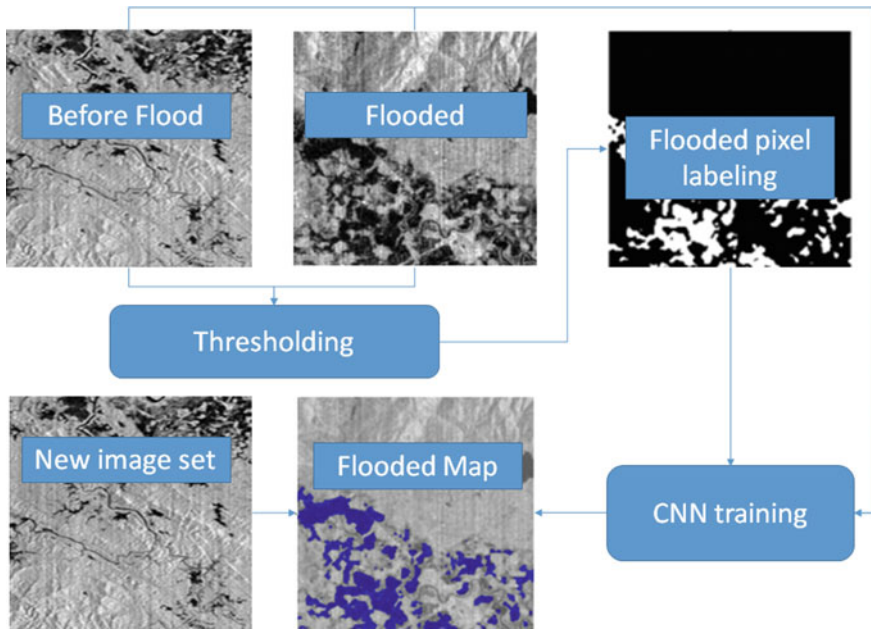 Before Flood
Flooded
Flooded pixel
labeling
Thresholding
New image set
Flooded Map
CNN training